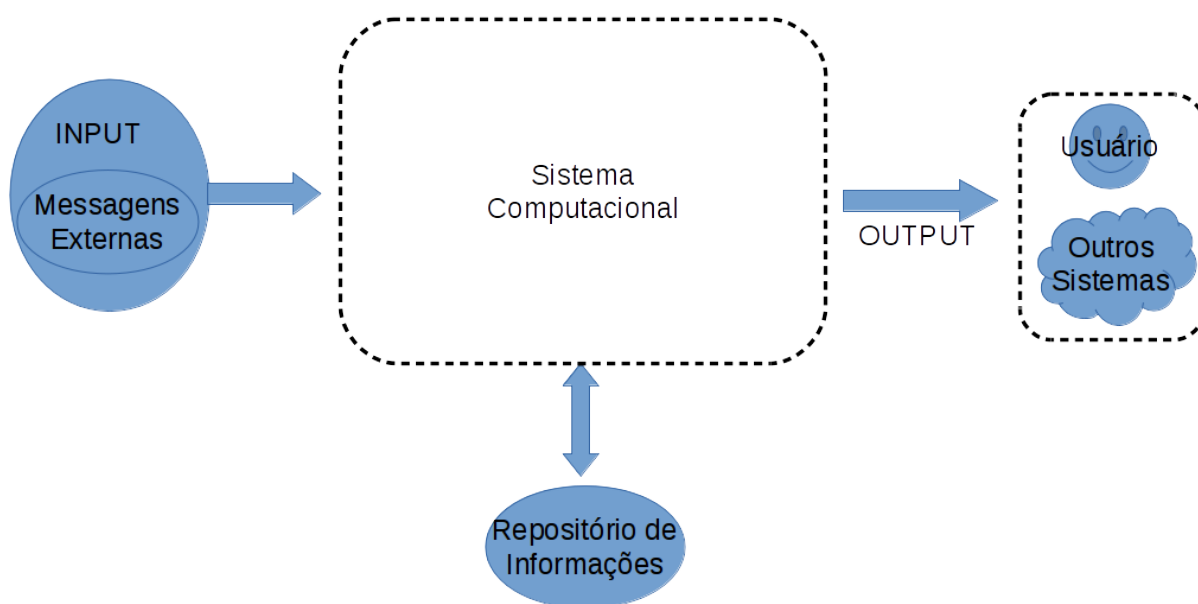 INPUT
Messagens
Externas
Sistema
Computacional
OUTPUT
Usuário
Outros
Sistemas
Repositório de
Informações